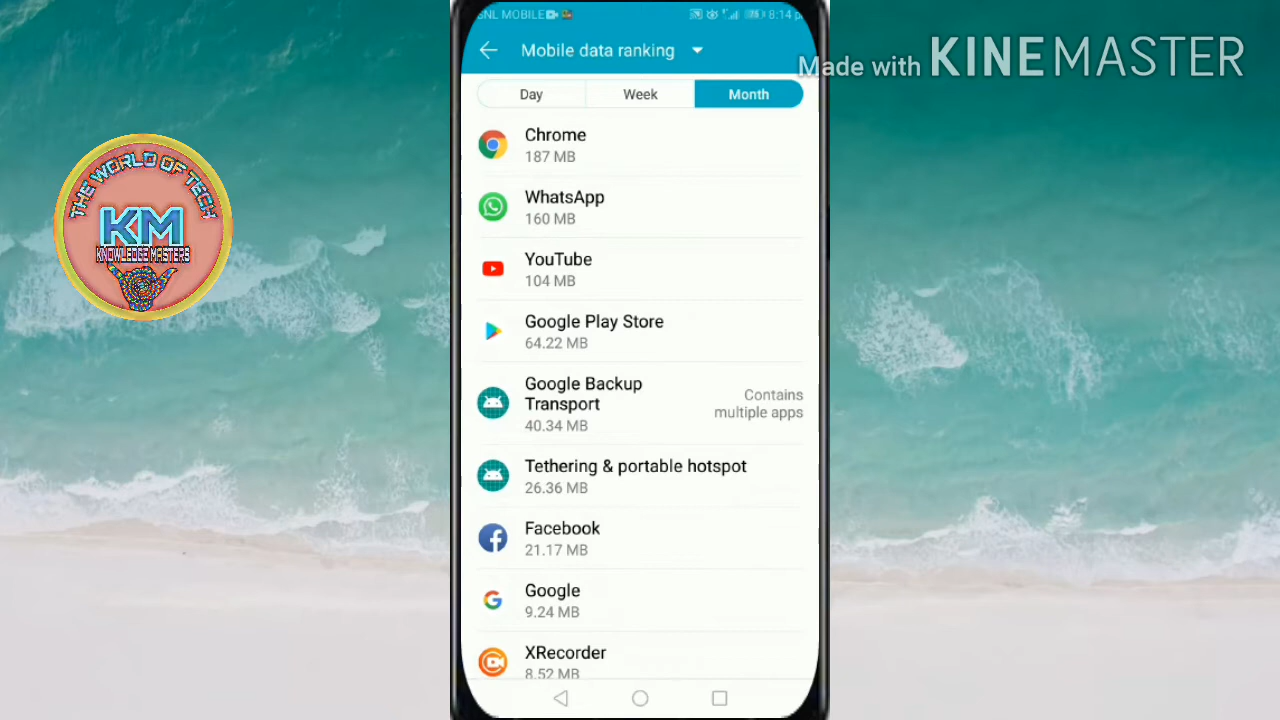 SNL MOBILE
8:14 p
Mobile data ranking
Made with KINEMASTER
Day
Week
Month
Chrome
187 MB
WhatsApp
160 MB
YouTube
104 MB
Google Play Store
64.22 MB
Google Backup
Transport
40.34 MB
Contains
multiple apps
Tethering & portable hotspot
26.36 MB
Facebook
21.17 MB
Google
9.24 MB
XRecorder
8.52 MB
THE WORLD OF TECH
KM
KNOWLEDGE MASTERS